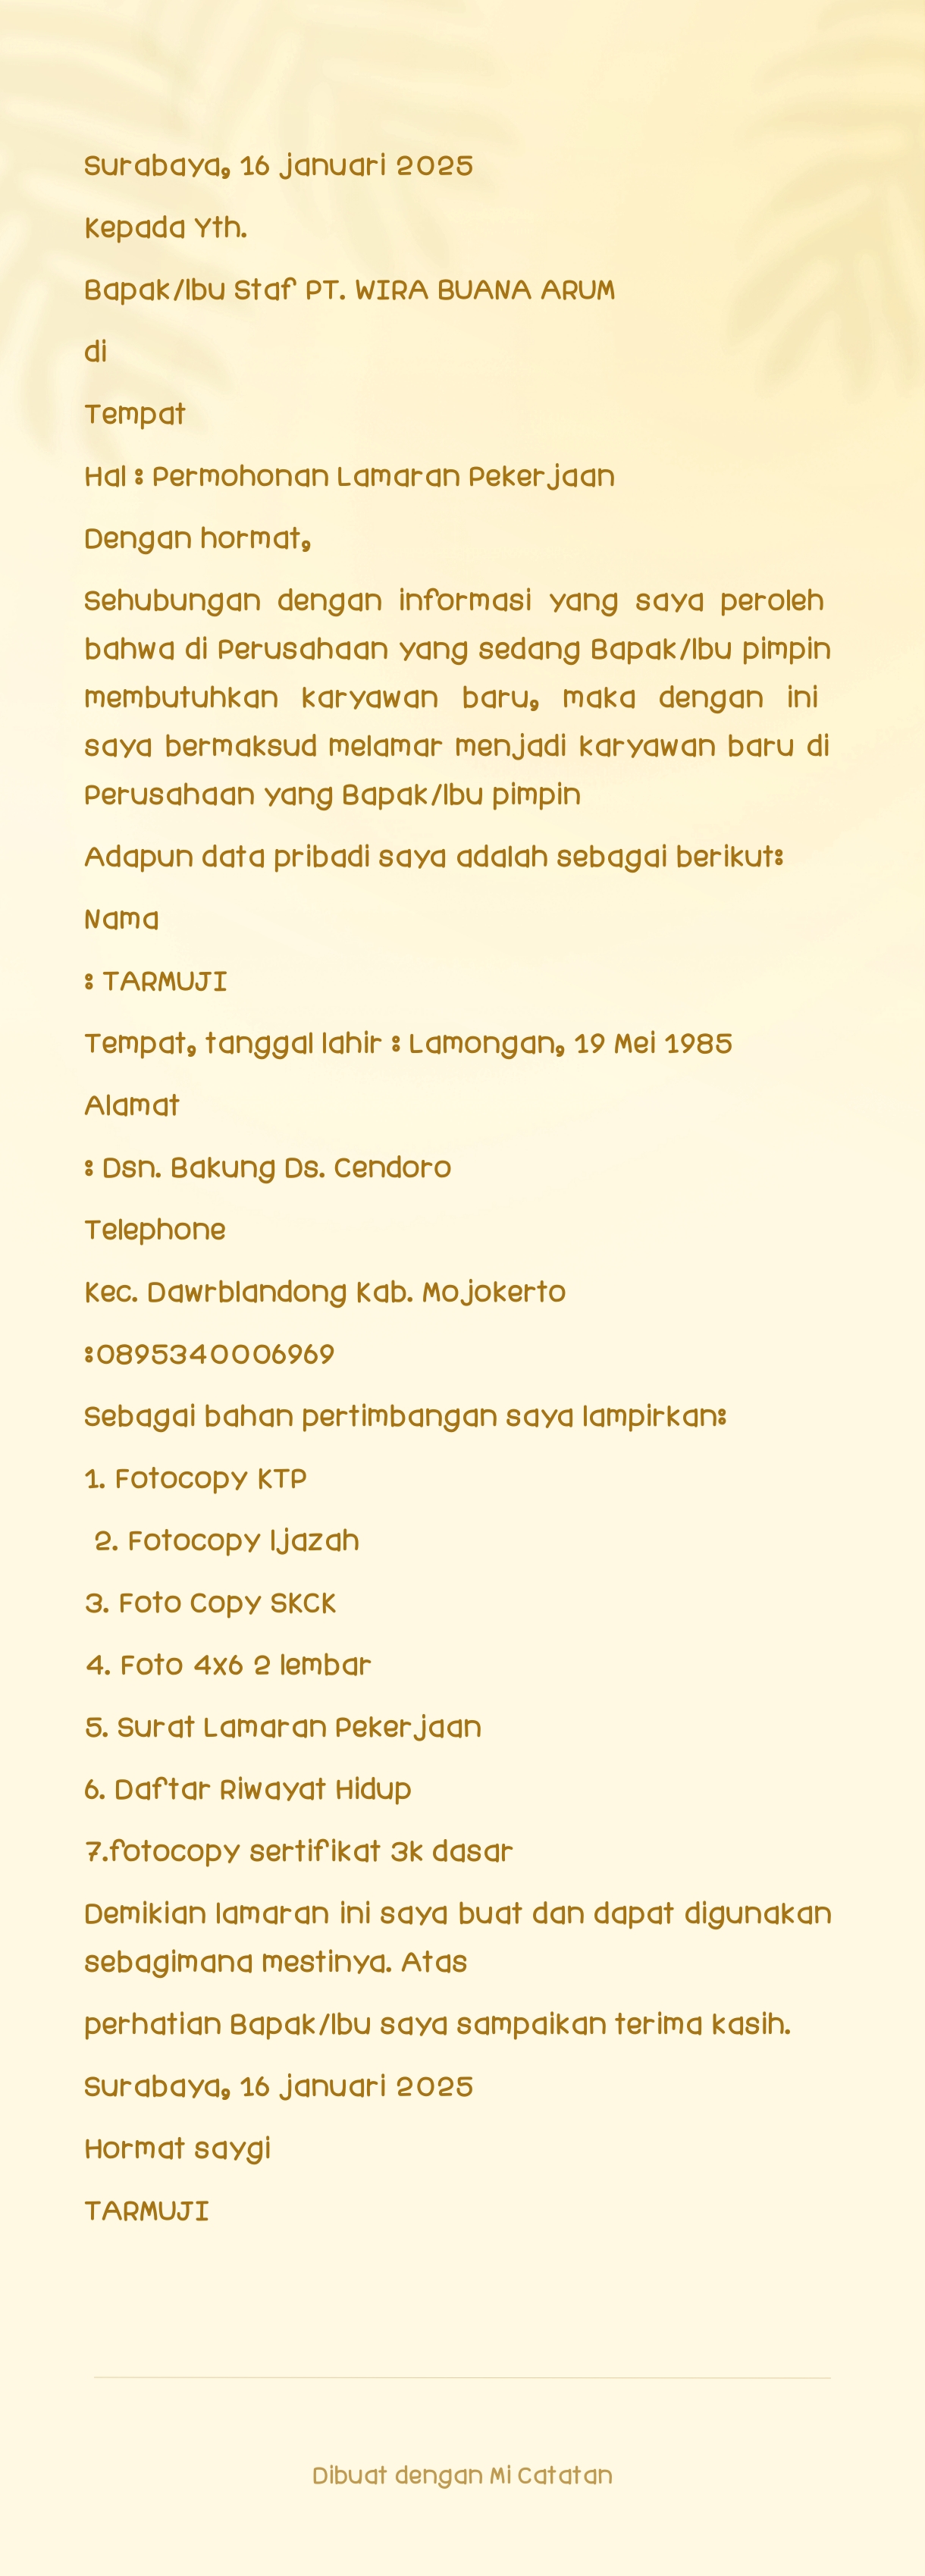 Surabaya, 16 januari 2025
Kepada Yth.
Bapak/Ibu Staf PT. WIRA BUANA ARUM
di
Tempat
Hal : Permohonan Lamaran Pekerjaan
Dengan hormat,
Sehubungan dengan informasi yang saya peroleh
bahwa di Perusahaan yang sedang Bapak/Ibu pimpin
membutuhkan karyawan baru, maka dengan ini
saya bermaksud melamar menjadi karyawan baru di
Perusahaan yang Bapak/Ibu pimpin
Adapun data pribadi saya adalah sebagai berikut:
Nama
: TARMUJI
Tempat, tanggal lahir : Lamongan, 19 Mei 1985
Alamat
: Dsn. Bakung Ds. Cendoro
Telephone
Kec. Dawrblandong Kab. Mojokerto
:0895340006969
Sebagai bahan pertimbangan saya lampirkan:
1. Fotocopy KTP
2. Fotocopy Ijazah
3. Foto Copy SKCK
4. Foto 4x6 2 lembar
5. Surat Lamaran Pekerjaan
6. Daftar Riwayat Hidup
7.fotocopy sertifikat 3k dasar
Demikian lamaran ini saya buat dan dapat digunakan
sebagimana mestinya. Atas
perhatian Bapak/Ibu saya sampaikan terima kasih.
Surabaya, 16 januari 2025
Hormat saygi
TARMUJI
Dibuat dengan Mi Catatan